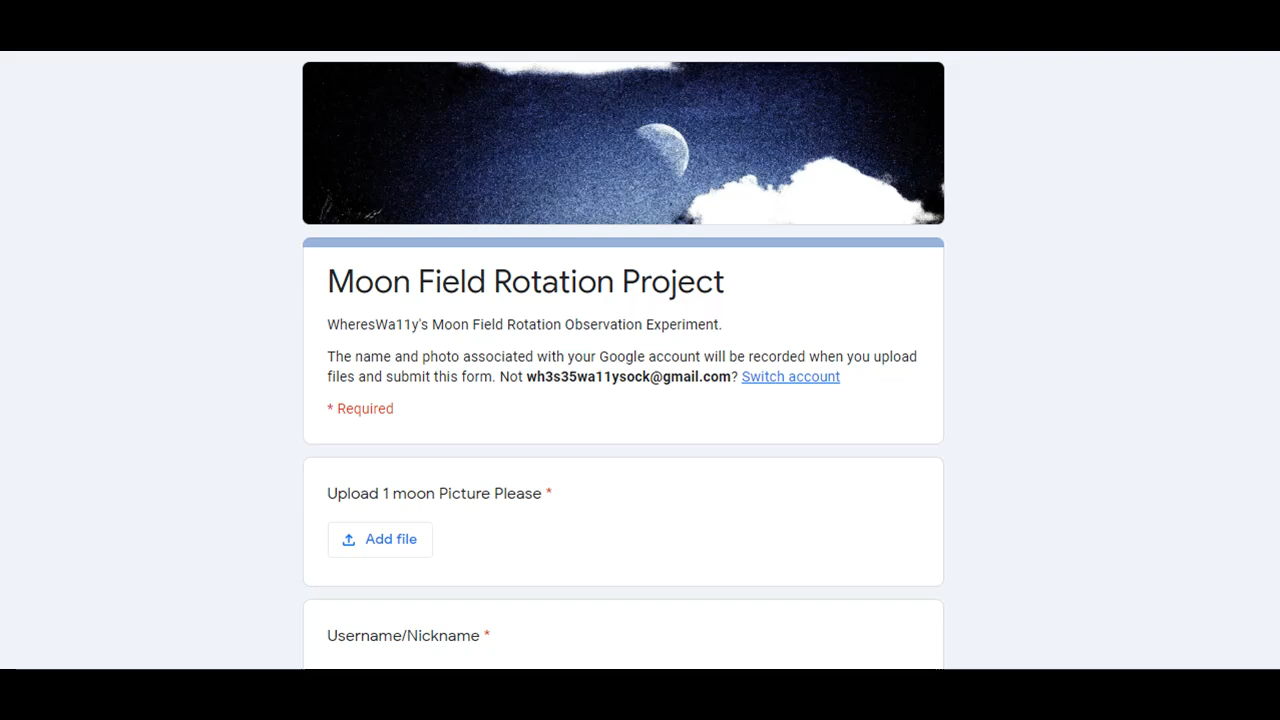 Moon Field Rotation Project
WheresWa11y's Moon Field Rotation Observation Experiment.
The name and photo associated with your Google account will be recorded when you upload
files and submit this form. Not wh3s35wa11ysock@gmail.com? Switch account
* Required
Upload 1 moon Picture Please *
Add file
Username/Nickname *